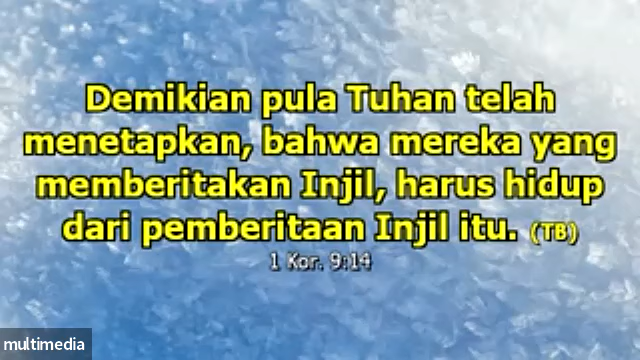 Demikian pula Tuhan telah
menetapkan, bahwa mereka yang
memberitakan Injil, harus hidup
dari pemberitaan Injil itu. (TB)
1 Kor. 9:14
multimedia